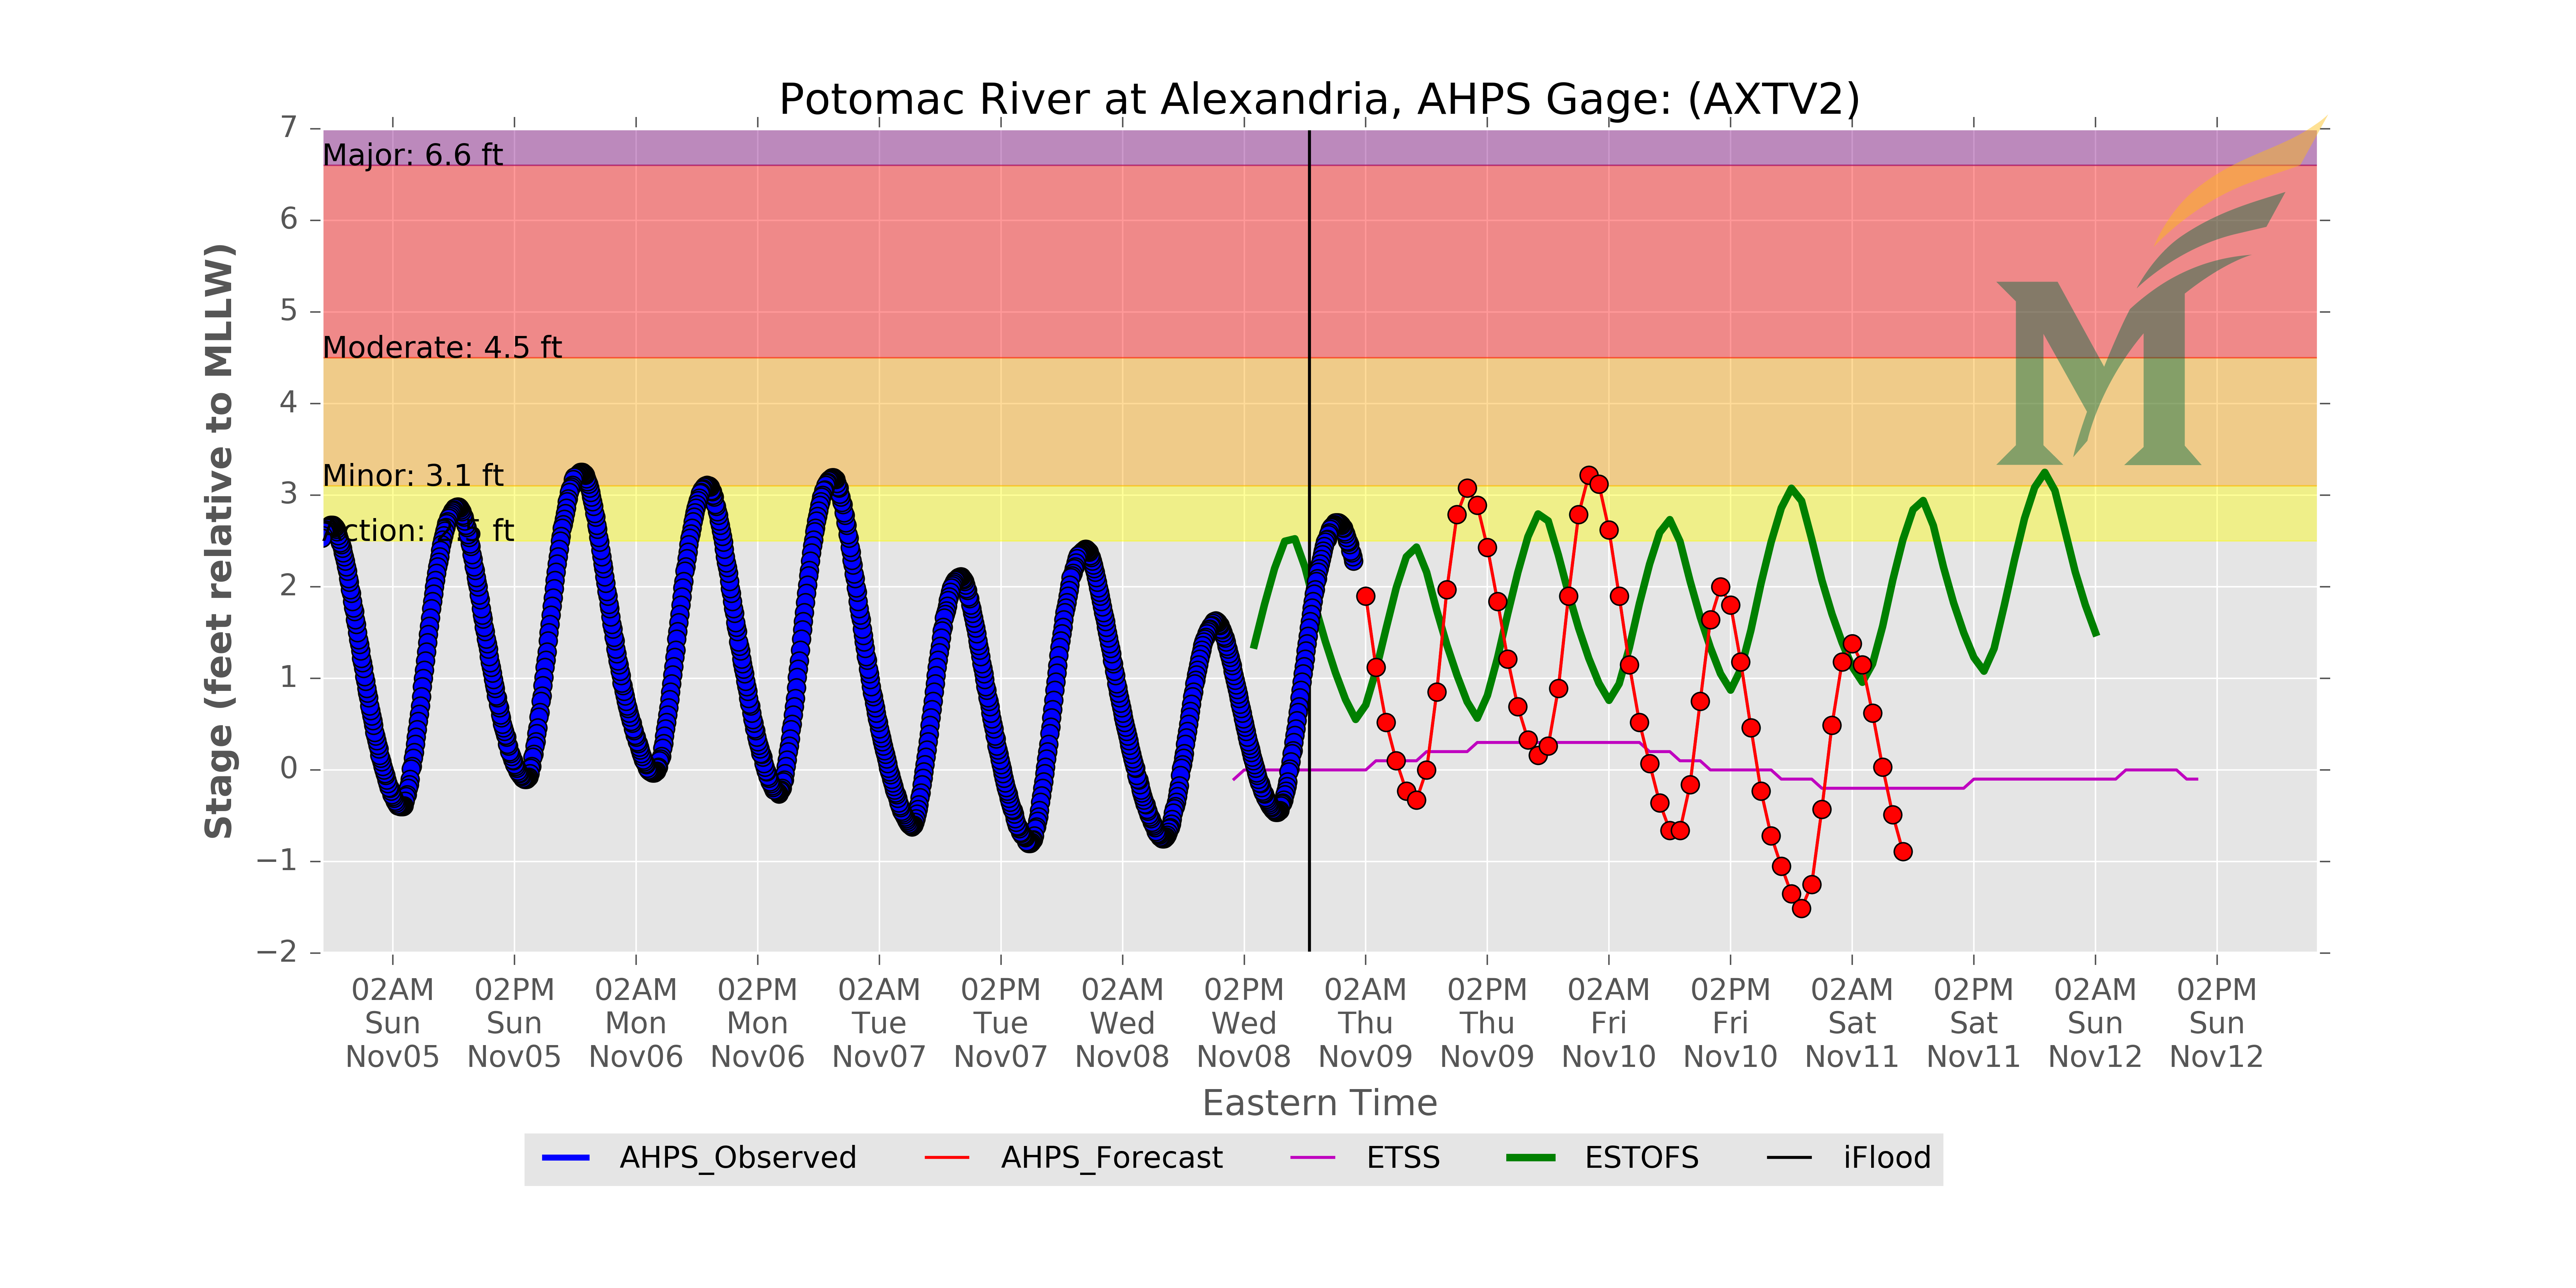 Potomac River at Alexandria, AHPS Gage: (AXTV2)
Stage (feet relative to MLLW)
7
6
5
4
3
2
1
0
−1
−2
Major: 6.6 ft
Moderate: 4.5 ft
Minor: 3.1 ft
ft
02AM 02PM 02AM 02PM 02AM 02PM 02AM 02PM 02AM 02PM 02AM 02PM 02AM 02PM 02AM 02PM
Sun Sun Mon Mon Tue Tue Wed Wed Thu Thu Fri Fri Sat Sat Sun Sun
Nov05 Nov05 Nov06 Nov06 Nov07 Nov07 Nov08 Nov08 Nov09 Nov09 Nov10 Nov10 Nov11 Nov11 Nov12 Nov12
Eastern Time
AHPS_Observed AHPS_Forecast ETSS ESTOFS iFlood
M